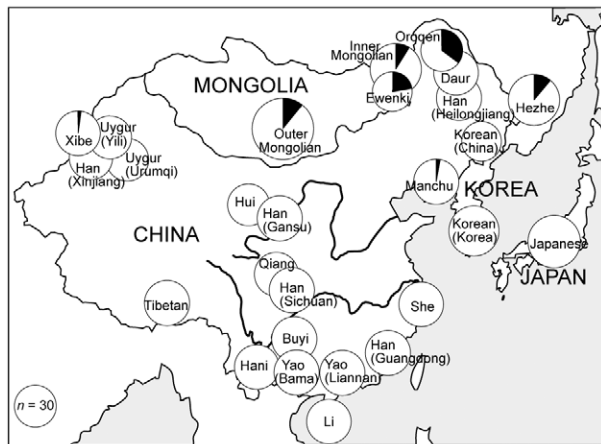 Oroqen
Inner
Mongolian
MONGOLIA
Daur
Ewenki
Han
(Heilongjiang)
Hezhe
Outer
Mongolian
Xibe
Uygur
(Yili)
Uygur
(Urumqi)
Han
(Xinjiang)
Korean
(China)
Manchu
KOREA
Hui
Han
(Gansu)
CHINA
Korean
(Korea)
Japanese
JAPAN
Qiang
Han
(Sichuan)
Tibetan
She
Buyi
Han
(Guangdong)
Hani
Yao
(Bama)
Yao
(Liannan)
n = 30
Li